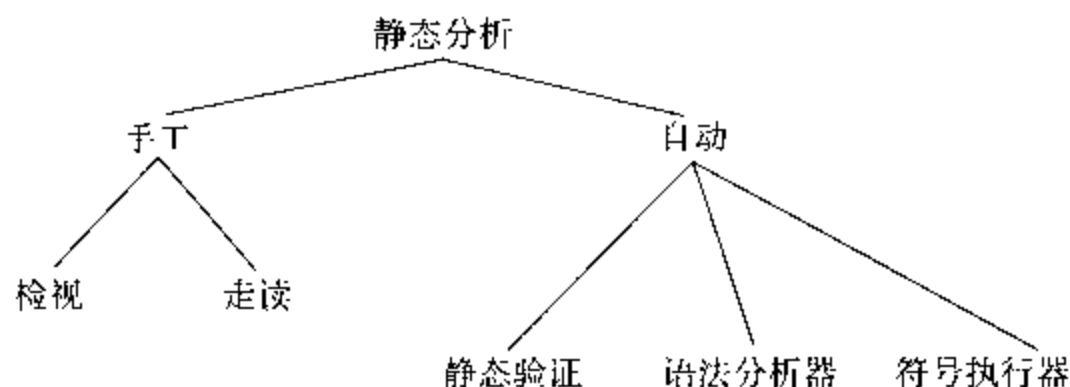 静态分析
手工
自动
检视
走读
静态验证
语法分析器
符号执行器